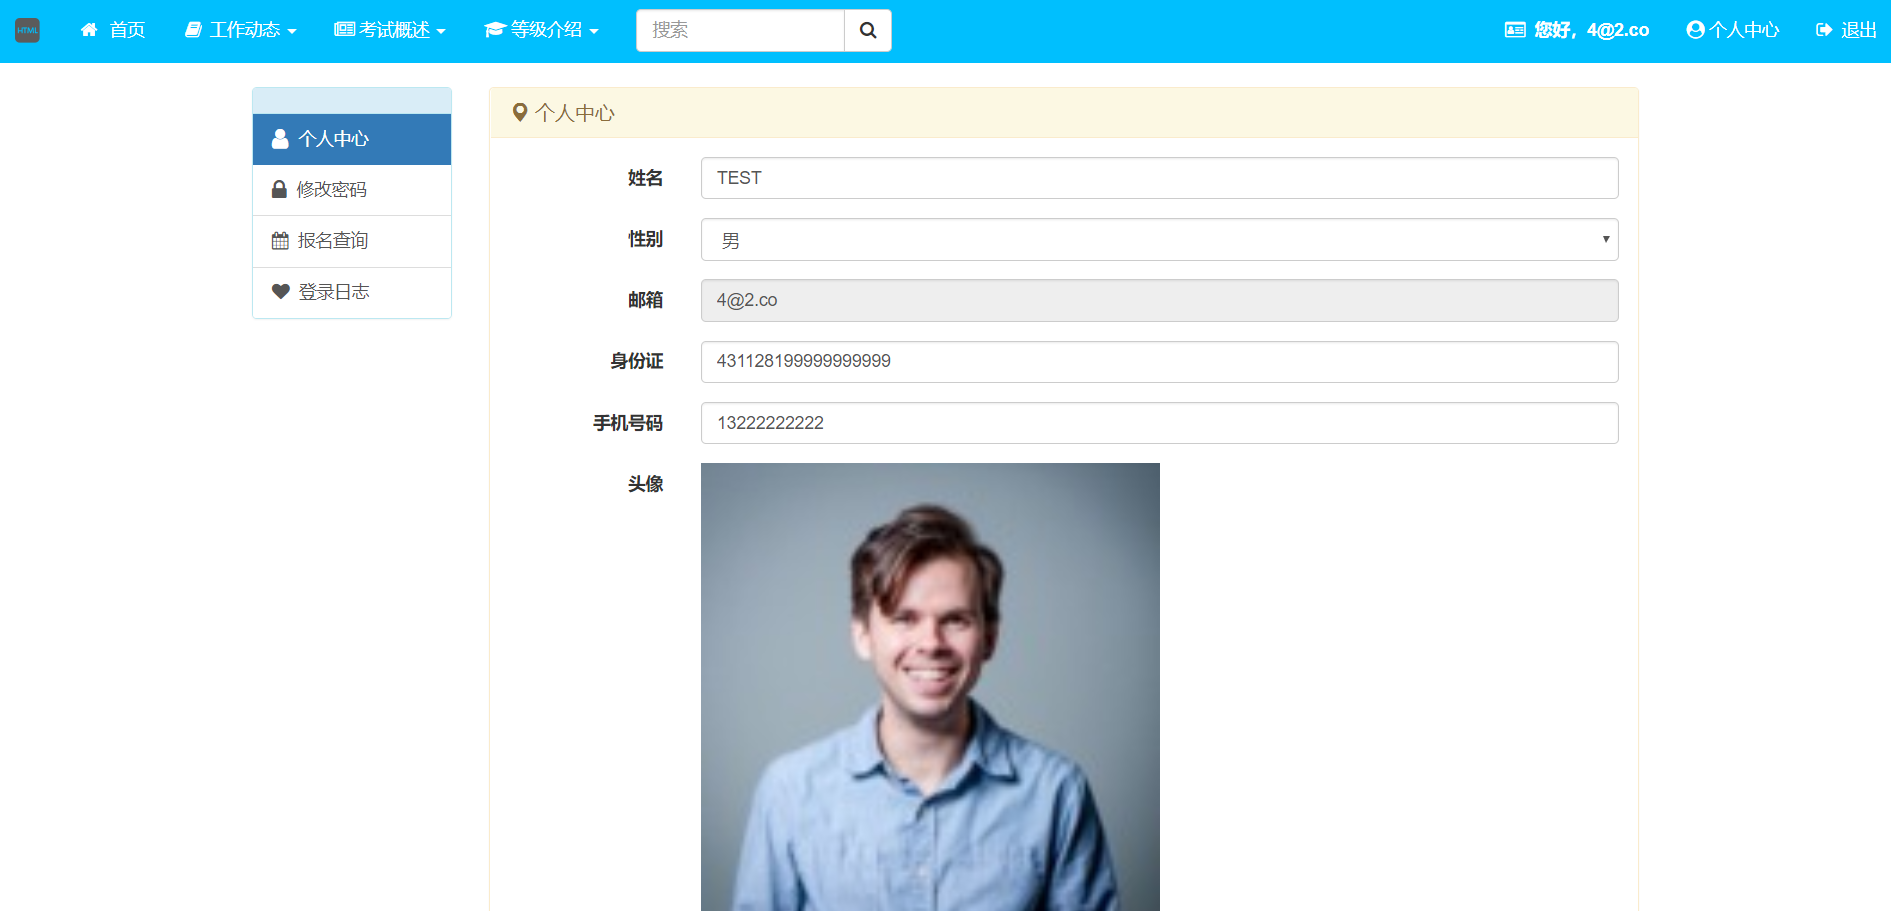 HTML 首页 工作动态 考试概述 等级介绍 搜索 您好，4@2.co 个人中心 退出
个人中心
修改密码
报名查询
登录日志
个人中心
姓名 TEST
性别 男
邮箱 4@2.co
身份证 431128199999999999
手机号码 13222222222
头像